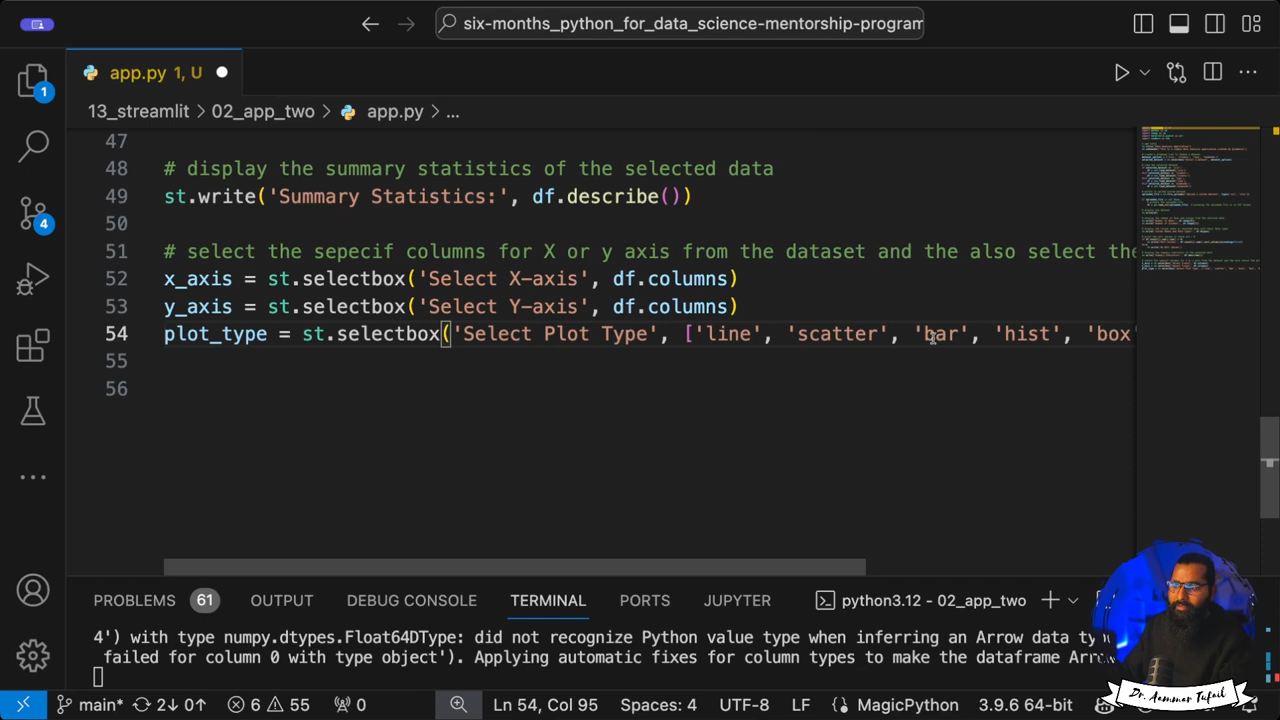 six-months_python_for_data_science-mentorship-program
app.py 1, U
13_streamlit > 02_app_two > app.py > ...
47
48 # display the summary statistics of the selected data
49 st.write('Summary Statistics:', df.describe())
50
51 # select the sepecif column for X or y axis from the dataset and the also select the
52 x_axis = st.selectbox('Select X-axis', df.columns)
53 y_axis = st.selectbox('Select Y-axis', df.columns)
54 plot_type = st.selectbox('Select Plot Type', ['line', 'scatter', 'bar', 'hist', 'box'
55
56
1
4
PROBLEMS 61 OUTPUT DEBUG CONSOLE TERMINAL PORTS JUPYTER python3.12 - 02_app_two
4') with type numpy.dtypes.Float64DType: did not recognize Python value type when inferring an Arrow data typ
failed for column 0 with type object'). Applying automatic fixes for column types to make the dataframe Arrow
main* 2↓ 0↑ 6 55 0 Ln 54, Col 95 Spaces: 4 UTF-8 LF MagicPython 3.9.6 64-bit
Dr. Aammar Tufail